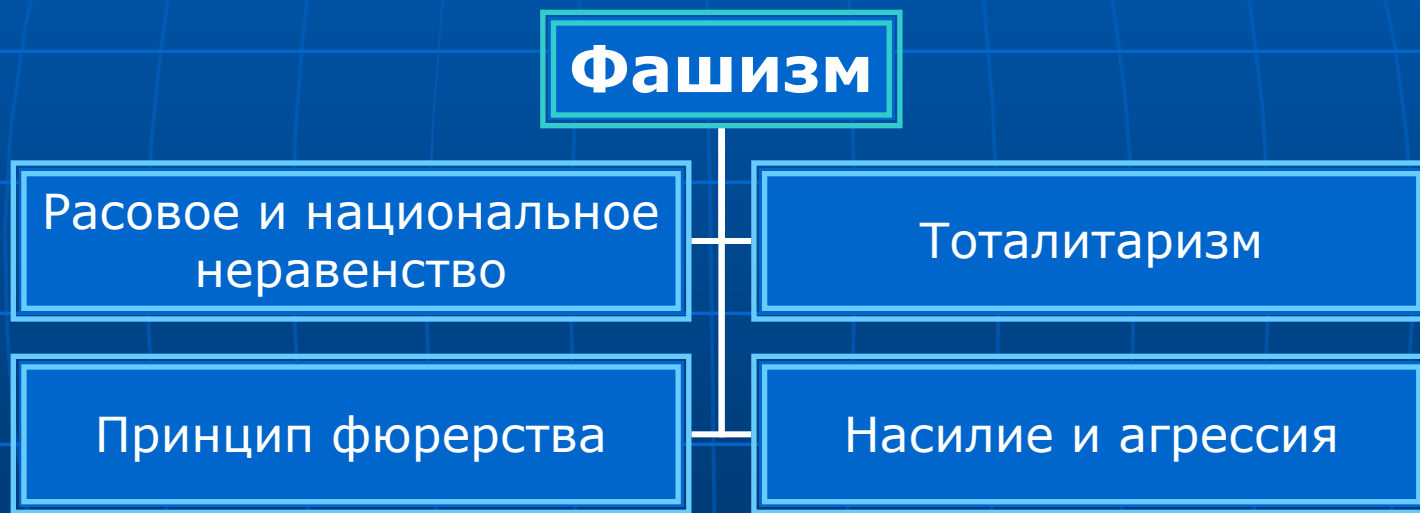 Фашизм
Расовое и национальное
неравенство
Тоталитаризм
Принцип фюрерства
Насилие и агрессия